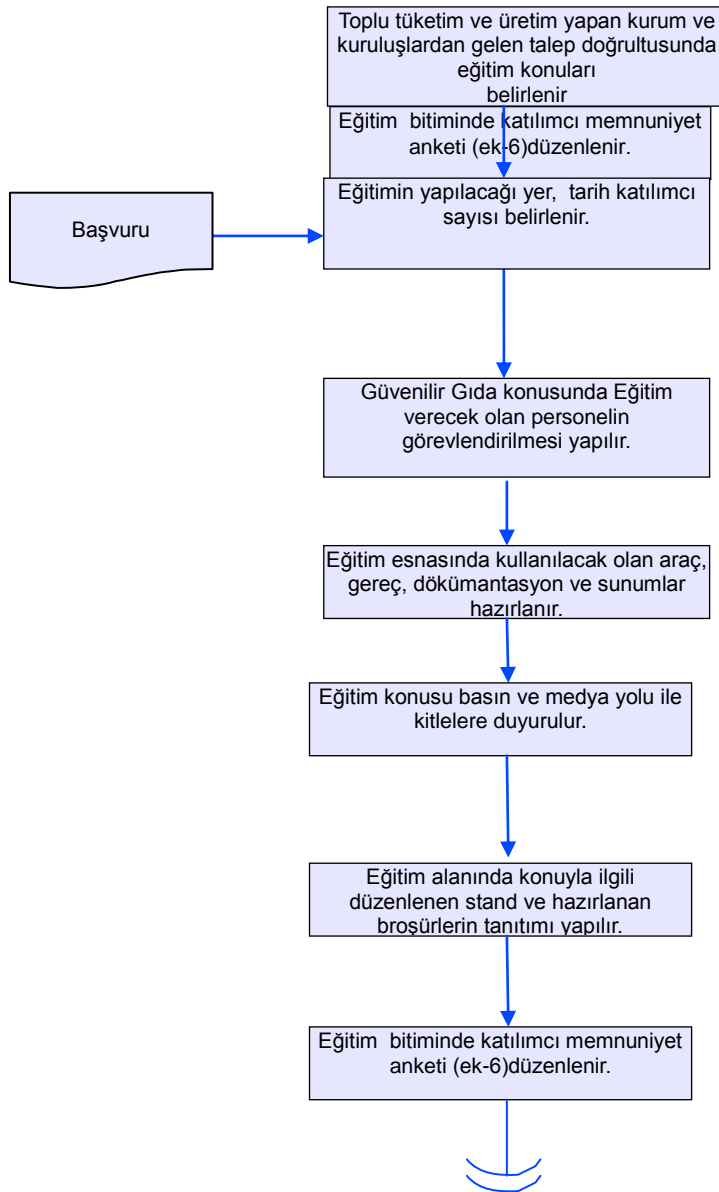 Toplu tüketim ve üretim yapan kurum ve
kuruluşlardan gelen talep doğrultusunda
eğitim konuları
belirlenir
Eğitim bitiminde katılımcı memnuniyet
anketi (ek-6)düzenlenir.
Eğitimin yapılacağı yer, tarih katılımcı
sayısı belirlenir.
Başvuru
Güvenilir Gıda konusunda Eğitim
verecek olan personelin
görevlendirilmesi yapılır.
Eğitim esnasında kullanılacak olan araç,
gereç, dökümantasyon ve sunumlar
hazırlanır.
Eğitim konusu basın ve medya yolu ile
kitlelere duyurulur.
Eğitim alanında konuyla ilgili
düzenlenen stand ve hazırlanan
broşürlerin tanıtımı yapılır.
Eğitim bitiminde katılımcı memnuniyet
anketi (ek-6)düzenlenir.